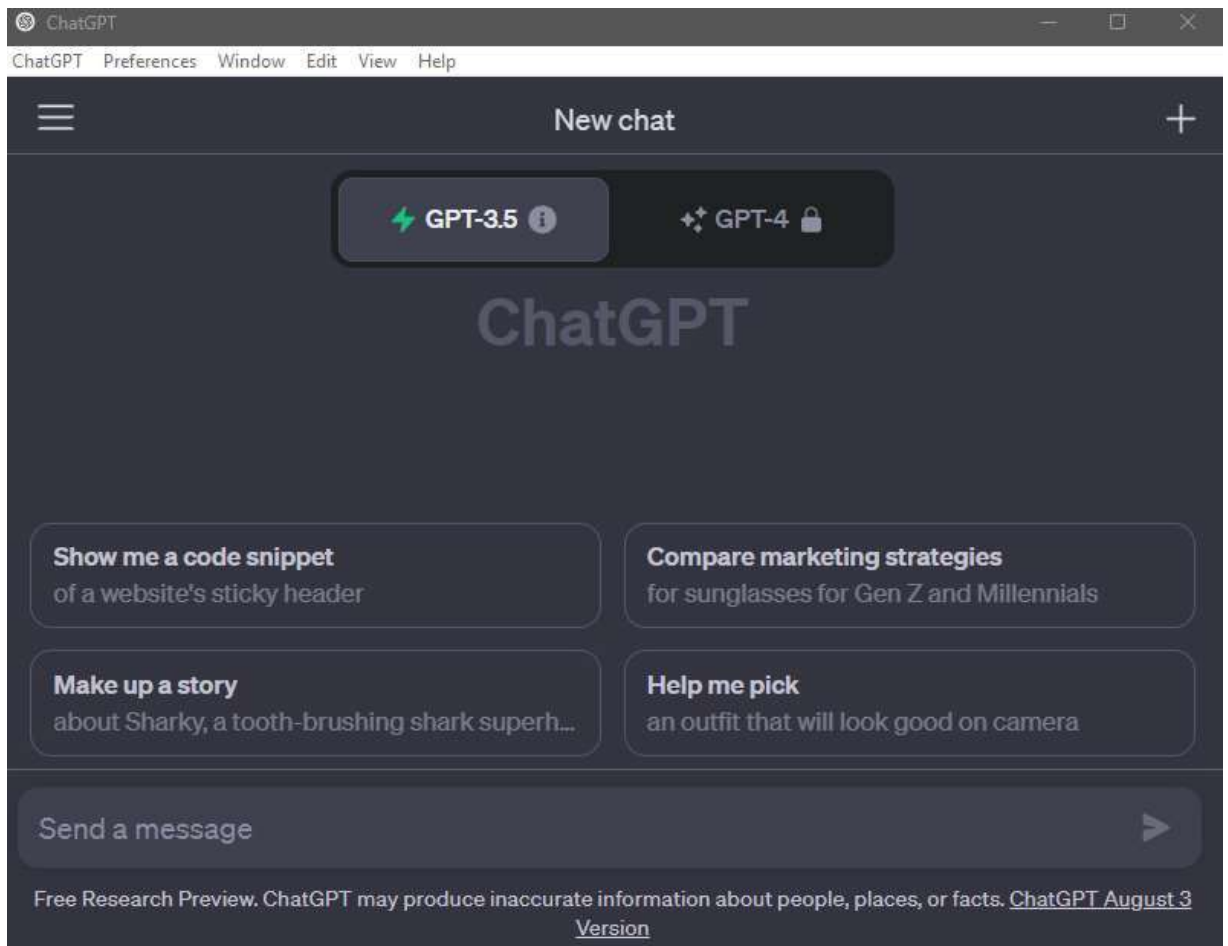 ChatGPT
ChatGPT Preferences Window Edit View Help
New chat
GPT-3.5 GPT-4
ChatGPT
Show me a code snippet
of a website's sticky header
Compare marketing strategies
for sunglasses for Gen Z and Millennials
Make up a story
about Sharky, a tooth-brushing shark superh...
Help me pick
an outfit that will look good on camera
Send a message
Free Research Preview. ChatGPT may produce inaccurate information about people, places, or facts. ChatGPT August 3
Version